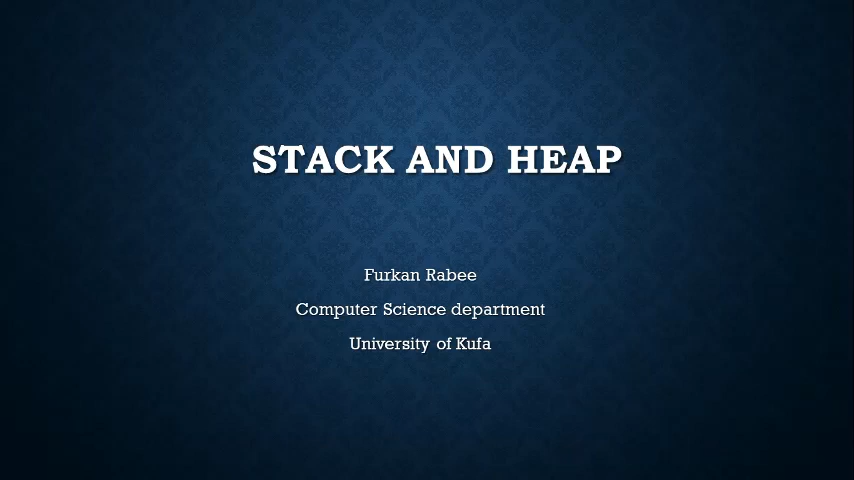 STACK AND HEAP
Furkan Rabee
Computer Science department
University of Kufa